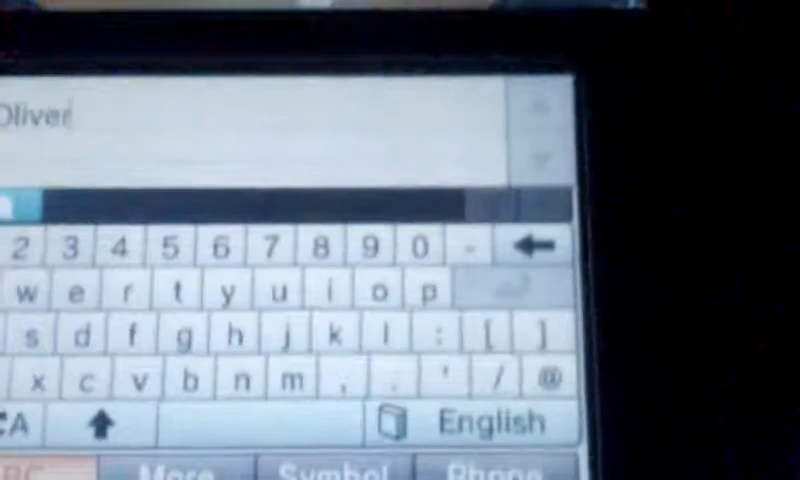 Oliver
2 3 4 5 6 7 8 9 0 -
w e r t y u i o p
s d f g h j k l : [ ]
x c v b n m , . ' / @
A English
More Symbol Phone